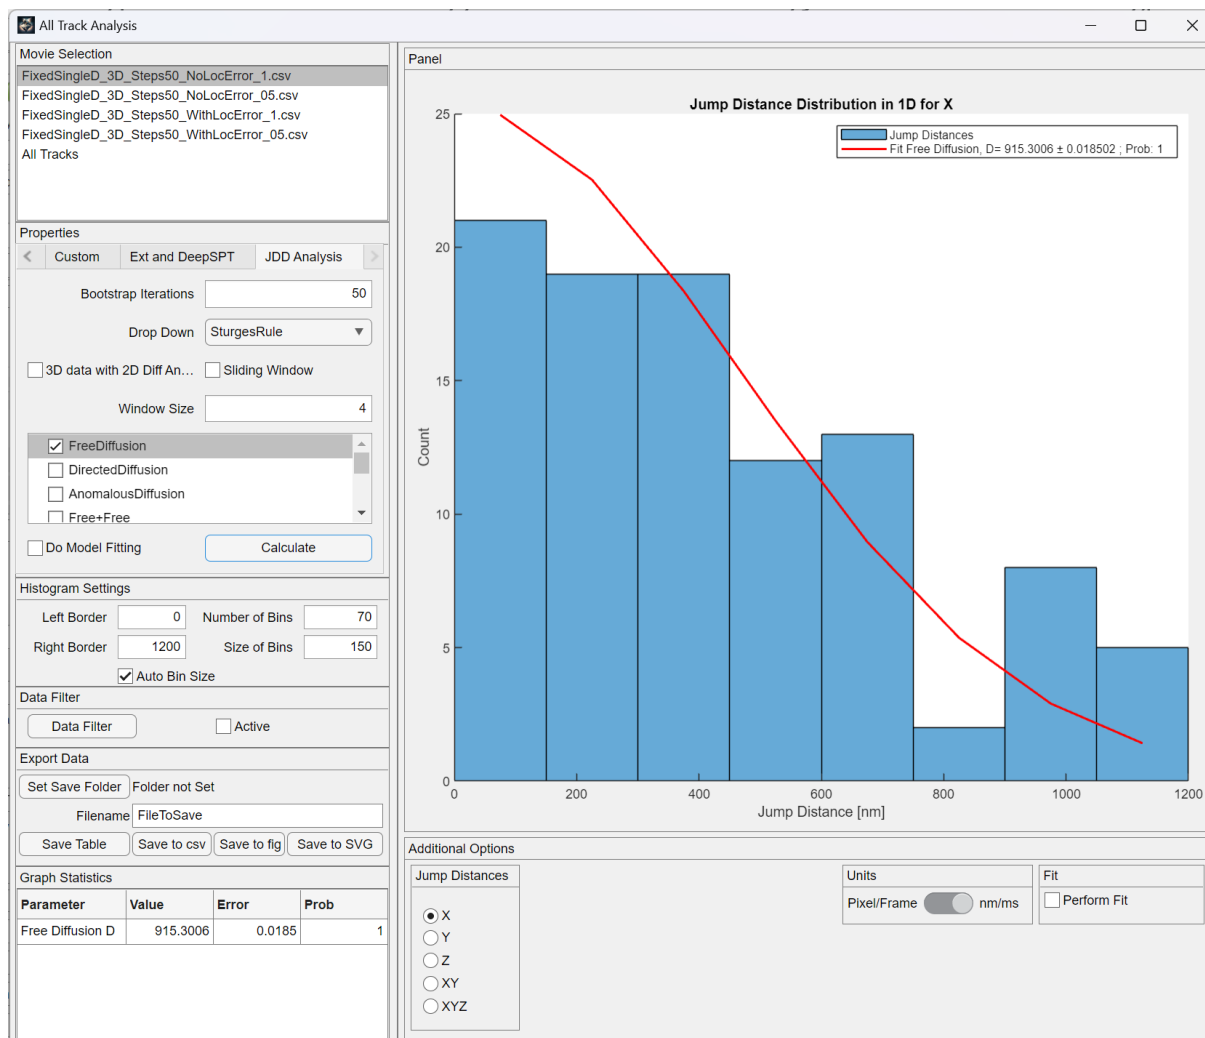 All Track Analysis
Movie Selection
FixedSingleD_3D_Steps50_NoLocError_1.csv
FixedSingleD_3D_Steps50_NoLocError_05.csv
FixedSingleD_3D_Steps50_WithLocError_1.csv
FixedSingleD_3D_Steps50_WithLocError_05.csv
All Tracks
Properties
Custom Ext and DeepSPT JDD Analysis
Bootstrap Iterations 50
Drop Down SturgesRule
3D data with 2D Diff An... Sliding Window
Window Size 4
FreeDiffusion
DirectedDiffusion
AnomalousDiffusion
Free+Free
Do Model Fitting Calculate
Histogram Settings
Left Border 0 Number of Bins 70
Right Border 1200 Size of Bins 150
Auto Bin Size
Data Filter
Data Filter Active
Export Data
Set Save Folder Folder not Set
Filename FileToSave
Save Table Save to csv Save to fig Save to SVG
Graph Statistics
Parameter Value Error Prob
Free Diffusion D 915.3006 0.0185 1
Panel
Jump Distance Distribution in 1D for X
Jump Distances
Fit Free Diffusion, D= 915.3006 ± 0.018502 ; Prob: 1
25
20
15
10
5
0
Count
0 200 400 600 800 1000 1200
Jump Distance [nm]
Additional Options
Jump Distances
X
Y
Z
XY
XYZ
Units
Pixel/Frame nm/ms
Fit
Perform Fit